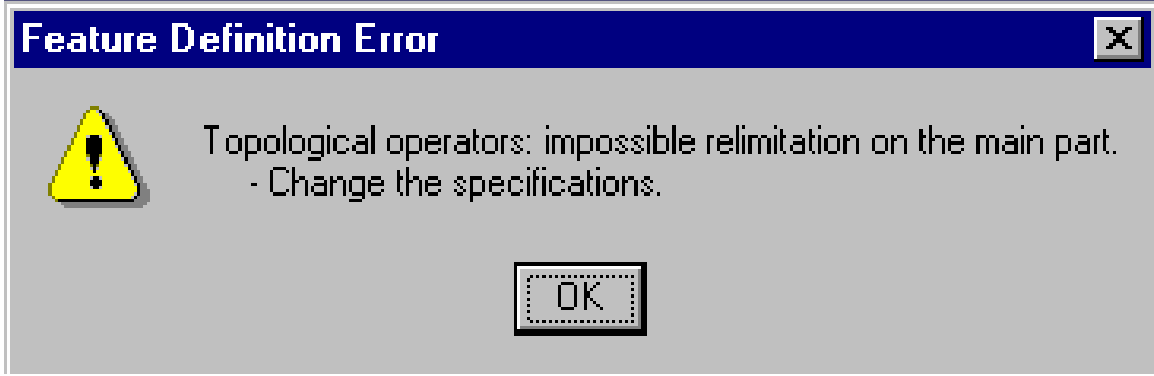 Feature Definition Error
Topological operators: impossible relimitation on the main part.
- Change the specifications.
OK